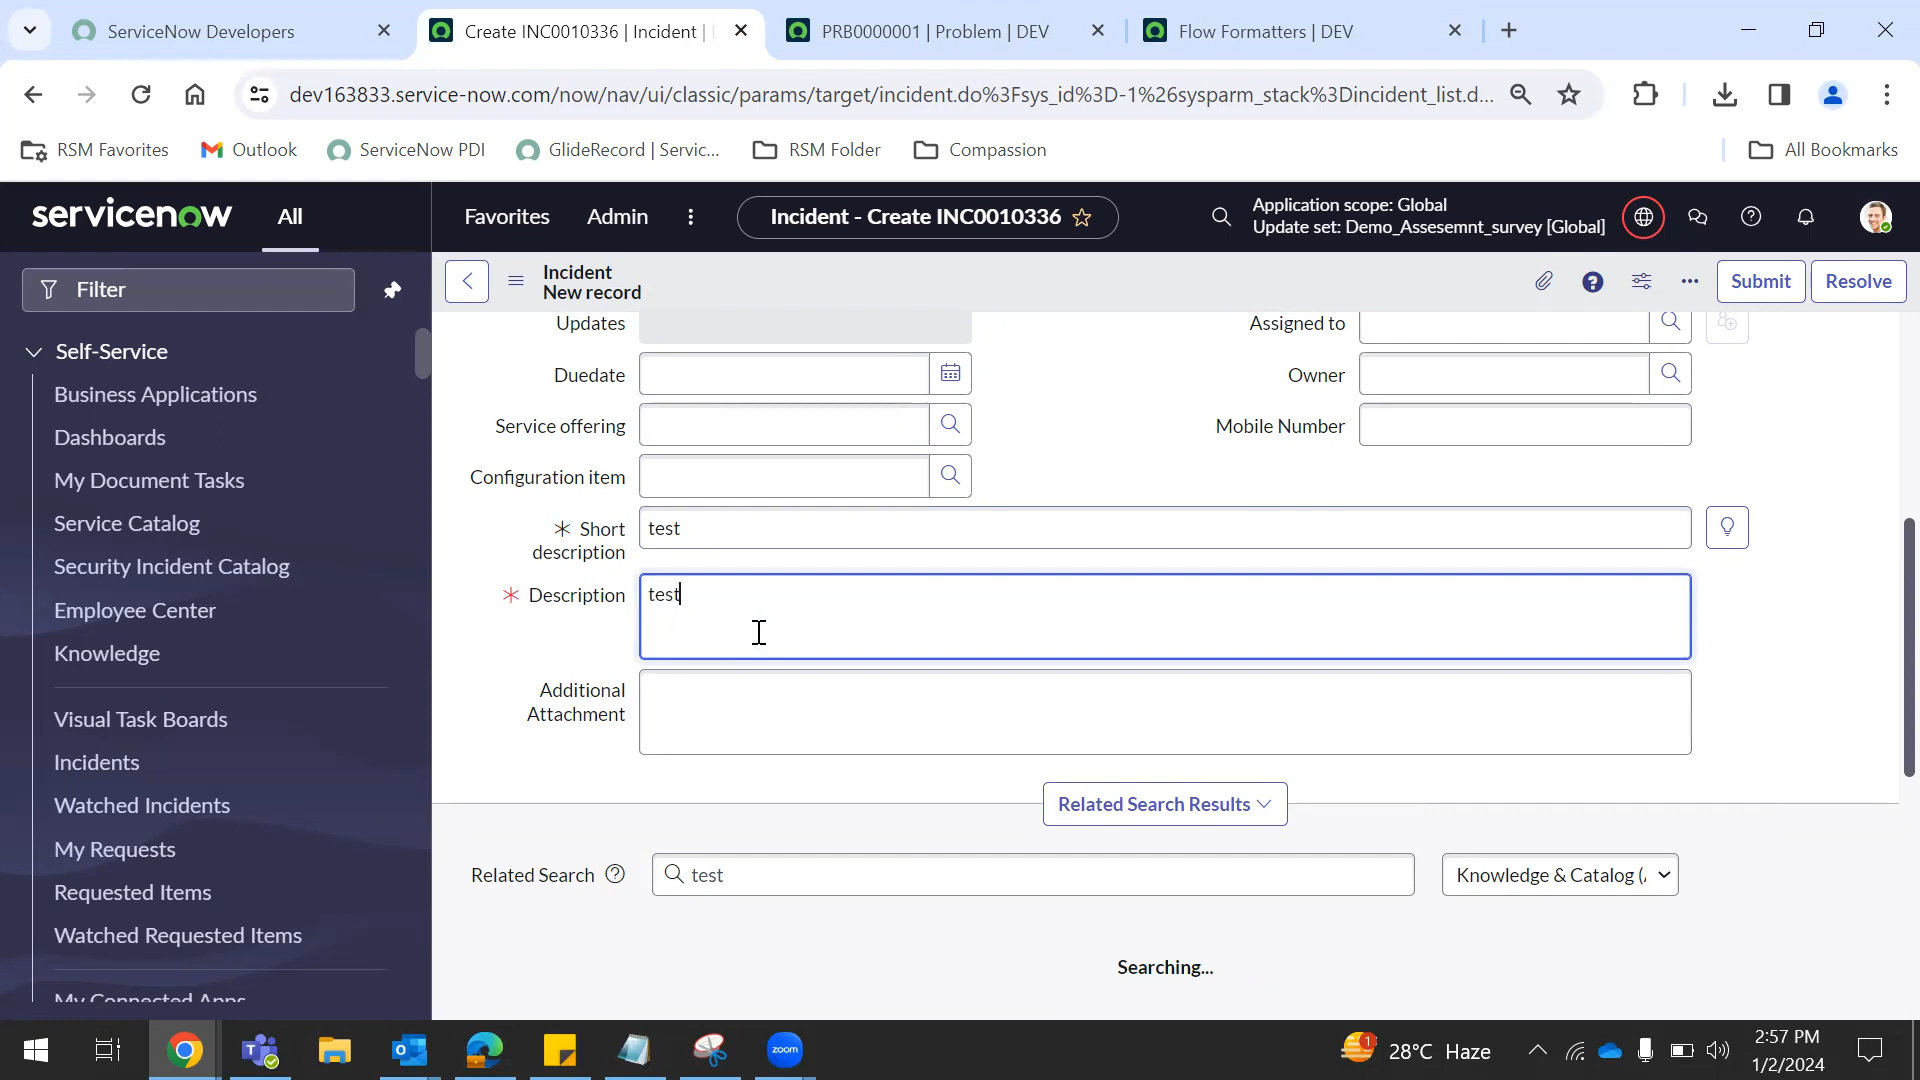 ServiceNow Developers
Create INC0010336 | Incident |
PRB0000001 | Problem | DEV
Flow Formatters | DEV
dev163833.service-now.com/now/nav/ui/classic/params/target/incident.do%3Fsys_id%3D-1%26sysparm_stack%3Dincident_list.d...
RSM Favorites
Outlook
ServiceNow PDI
GlideRecord | Servic...
RSM Folder
Compassion
All Bookmarks
servicenow
All
Favorites
Admin
Incident - Create INC0010336
Application scope: Global
Update set: Demo_Assesemnt_survey [Global]
Filter
Incident
New record
Submit
Resolve
Self-Service
Business Applications
Dashboards
My Document Tasks
Service Catalog
Security Incident Catalog
Employee Center
Knowledge
Visual Task Boards
Incidents
Watched Incidents
My Requests
Requested Items
Watched Requested Items
My Connected Apps
Updates
Assigned to
Duedate
Owner
Service offering
Mobile Number
Configuration item
Short
description
test
Description
test
Additional
Attachment
Related Search Results
Related Search
test
Knowledge & Catalog (
Searching...
zoom
1
28°C Haze
2:57 PM
1/2/2024